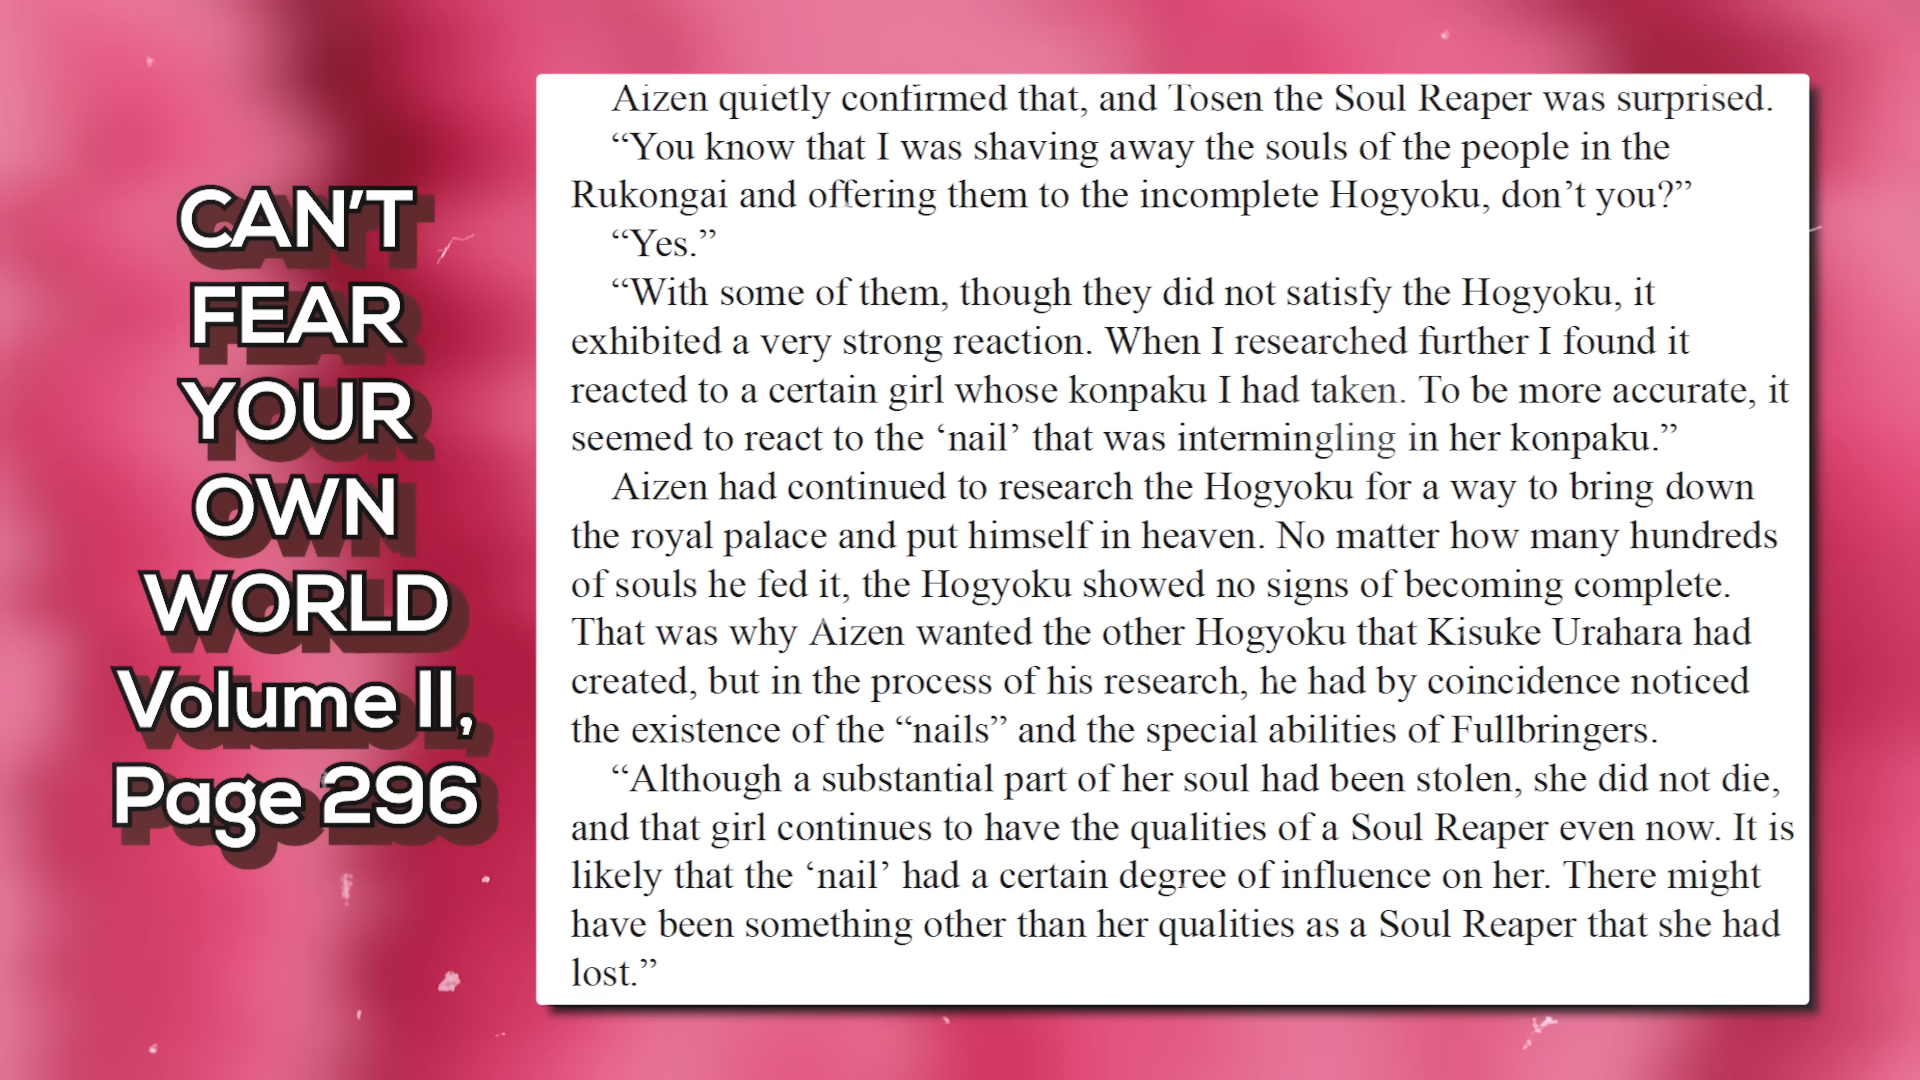 CAN'T
FEAR
YOUR
OWN
WORLD
Volume II,
Page 296
Aizen quietly confirmed that, and Tosen the Soul Reaper was surprised.
“You know that I was shaving away the souls of the people in the
Rukongai and offering them to the incomplete Hogyoku, don’t you?”
“Yes.”
“With some of them, though they did not satisfy the Hogyoku, it
exhibited a very strong reaction. When I researched further I found it
reacted to a certain girl whose konpaku I had taken. To be more accurate, it
seemed to react to the ‘nail’ that was intermingling in her konpaku.”
Aizen had continued to research the Hogyoku for a way to bring down
the royal palace and put himself in heaven. No matter how many hundreds
of souls he fed it, the Hogyoku showed no signs of becoming complete.
That was why Aizen wanted the other Hogyoku that Kisuke Urahara had
created, but in the process of his research, he had by coincidence noticed
the existence of the “nails” and the special abilities of Fullbringers.
“Although a substantial part of her soul had been stolen, she did not die,
and that girl continues to have the qualities of a Soul Reaper even now. It is
likely that the ‘nail’ had a certain degree of influence on her. There might
have been something other than her qualities as a Soul Reaper that she had
lost.”